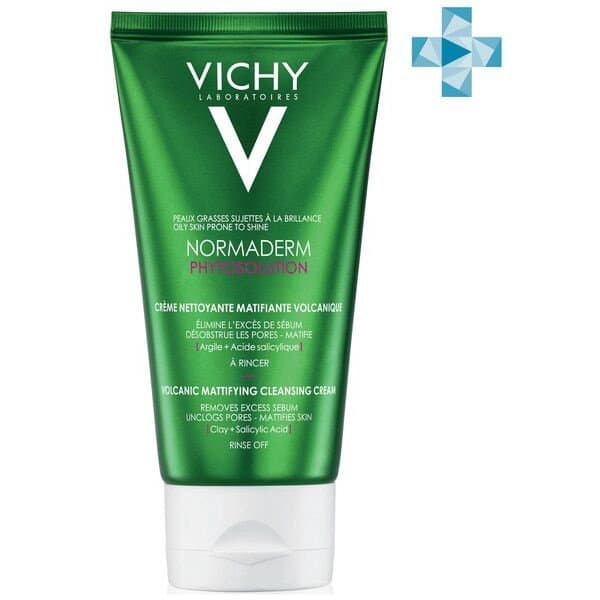 VICHY
LABORATOIRES
V
PEAUX GRASSES SUJETTES À LA BRILLANCE
OILY SKIN PRONE TO SHINE
NORMADERM
PHYTOSOLUTION
CRÈME NETTOYANTE MATIFIANTE VOLCANIQUE
ÉLIMINE L'EXCÈS DE SÉBUM
DÉSOBSTRUE LES PORES - MATIFIE
[Argile + Acide salicylique]
À RINCER
VOLCANIC MATTIFYING CLEANSING CREAM
REMOVES EXCESS SEBUM
UNCLOGS PORES - MATTIFIES SKIN
[Clay + Salicylic Acid]
RINSE OFF